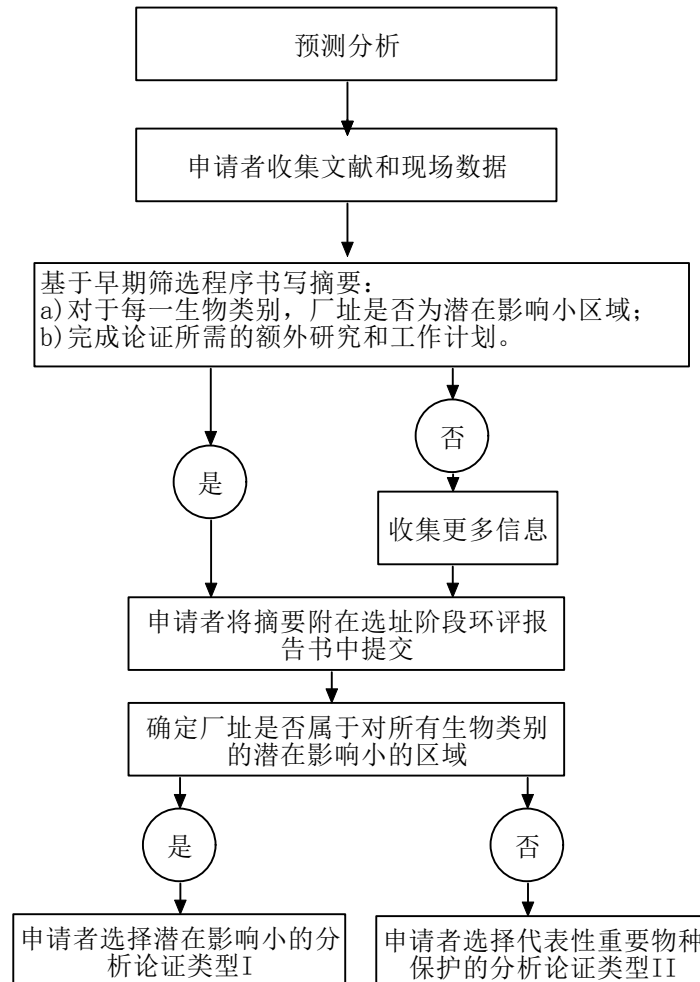 预测分析
申请者收集文献和现场数据
基于早期筛选程序书写摘要：
a)对于每一生物类别，厂址是否为潜在影响小区域；
b)完成论证所需的额外研究和工作计划。
是
否
收集更多信息
申请者将摘要附在选址阶段环评报
告书中提交
确定厂址是否属于对所有生物类别
的潜在影响小的区域
是
否
申请者选择潜在影响小的分
析论证类型I
申请者选择代表性重要物种
保护的分析论证类型II